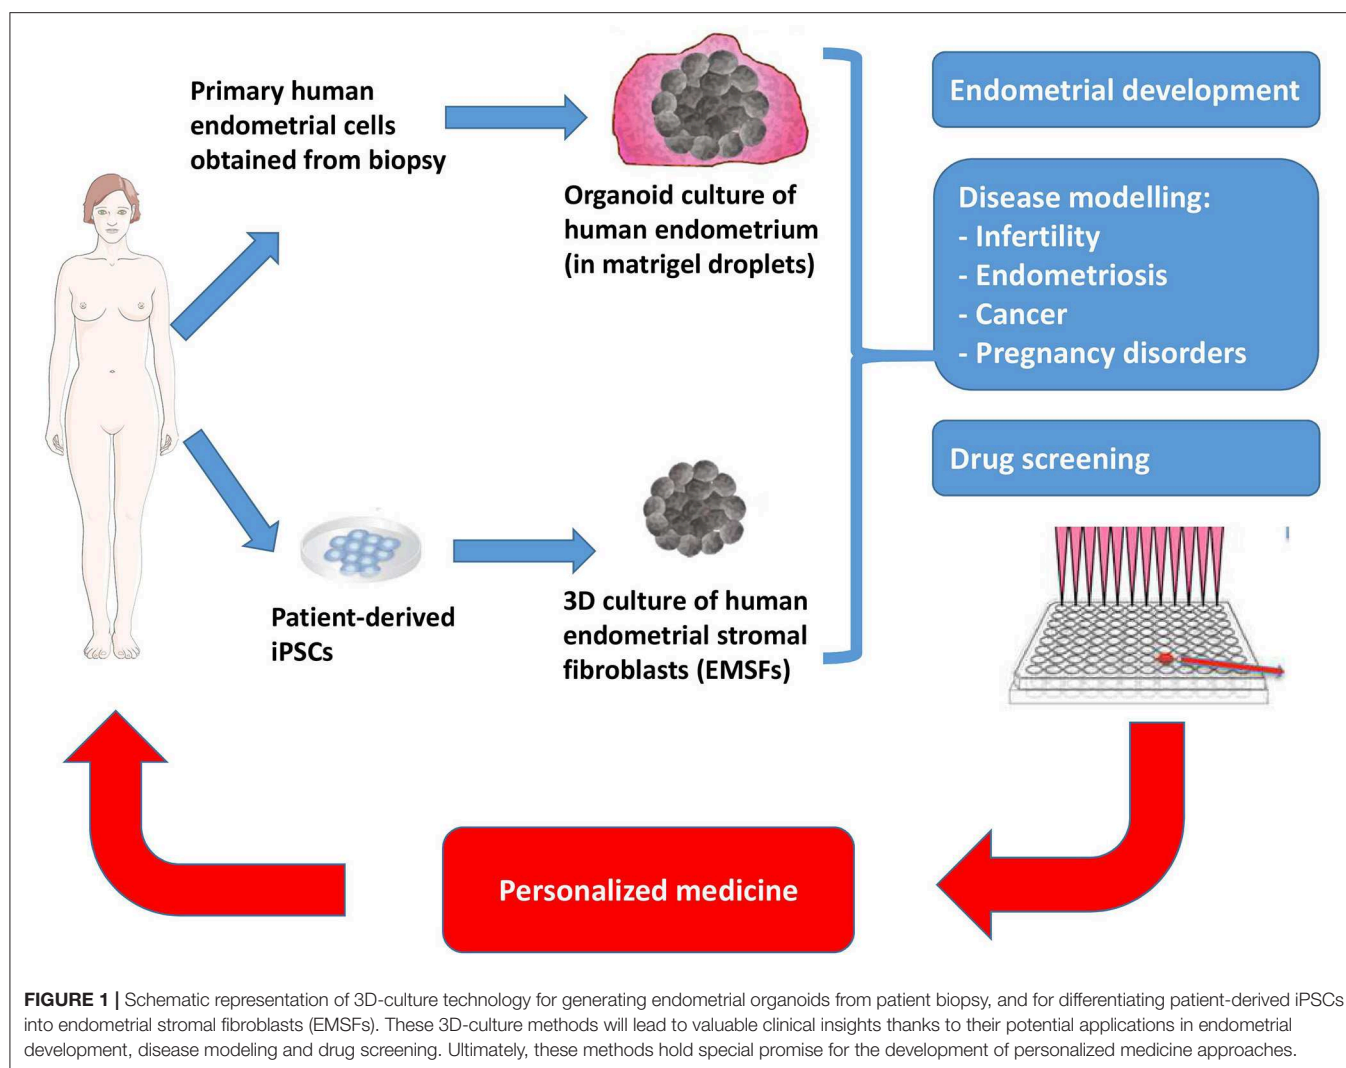 Primary human
endometrial cells
obtained from biopsy
Organoid culture of
human endometrium
(in matrigel droplets)
Patient-derived
iPSCs
3D culture of human
endometrial stromal
fibroblasts (EMSFs)
Endometrial development
Disease modelling:
- Infertility
- Endometriosis
- Cancer
- Pregnancy disorders
Drug screening
Personalized medicine
FIGURE 1 | Schematic representation of 3D-culture technology for generating endometrial organoids from patient biopsy, and for differentiating patient-derived iPSCs
into endometrial stromal fibroblasts (EMSFs). These 3D-culture methods will lead to valuable clinical insights thanks to their potential applications in endometrial
development, disease modeling and drug screening. Ultimately, these methods hold special promise for the development of personalized medicine approaches.